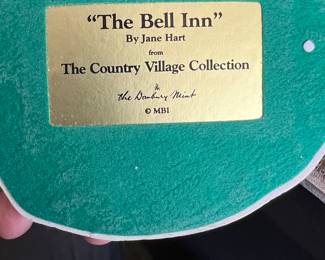 "The Bell Inn"
By Jane Hart
from
The Country Village Collection
The Danbury Mint
© MBI